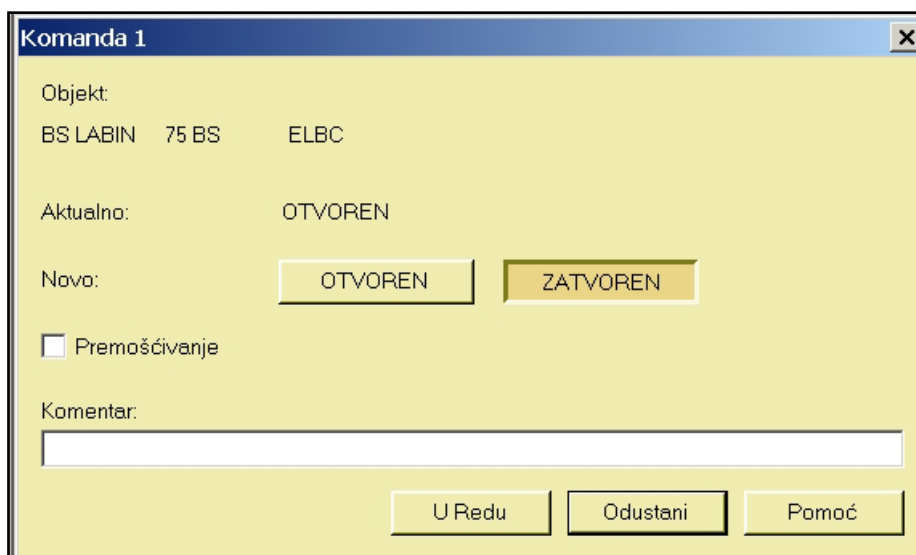 Komanda 1
Objekt:
BS LABIN 75 BS ELBC
Aktualno: OTVOREN
Novo: OTVOREN ZATVOREN
Premošćivanje
Komentar:
U Redu Odustani Pomoć